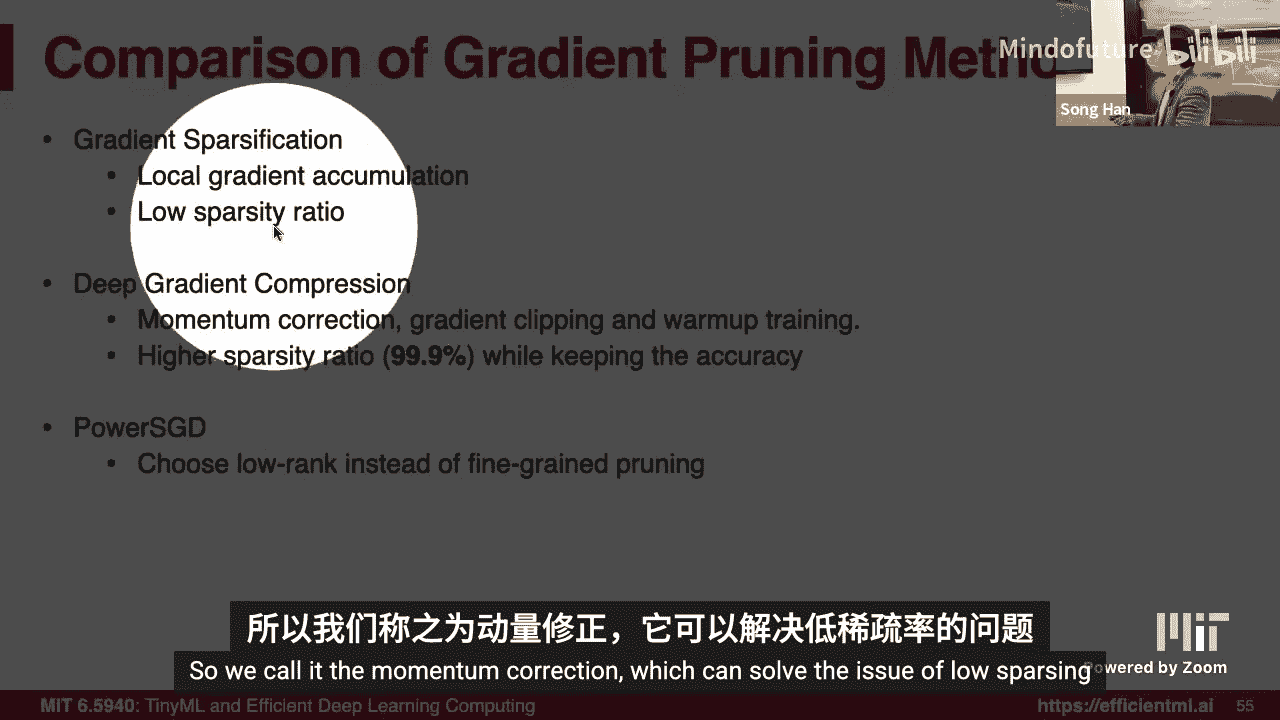 Comparison of Gradient Pruning Metho
Mindofuture
bilibili
Song Han
• Gradient Sparsification
• Local gradient accumulation
• Low sparsity ratio
• Deep Gradient Compression
• Momentum correction, gradient clipping and warmup training.
• Higher sparsity ratio (99.9%) while keeping the accuracy
• PowerSGD
• Choose low-rank instead of fine-grained pruning
所以我们称之为动量修正，它可以解决低稀疏率的问题
So we call it the momentum correction, which can solve the issue of low sparsing
MIT
Powered by Zoom
MIT 6.5940: TinyML and Efficient Deep Learning Computing
https://efficientml.ai
55